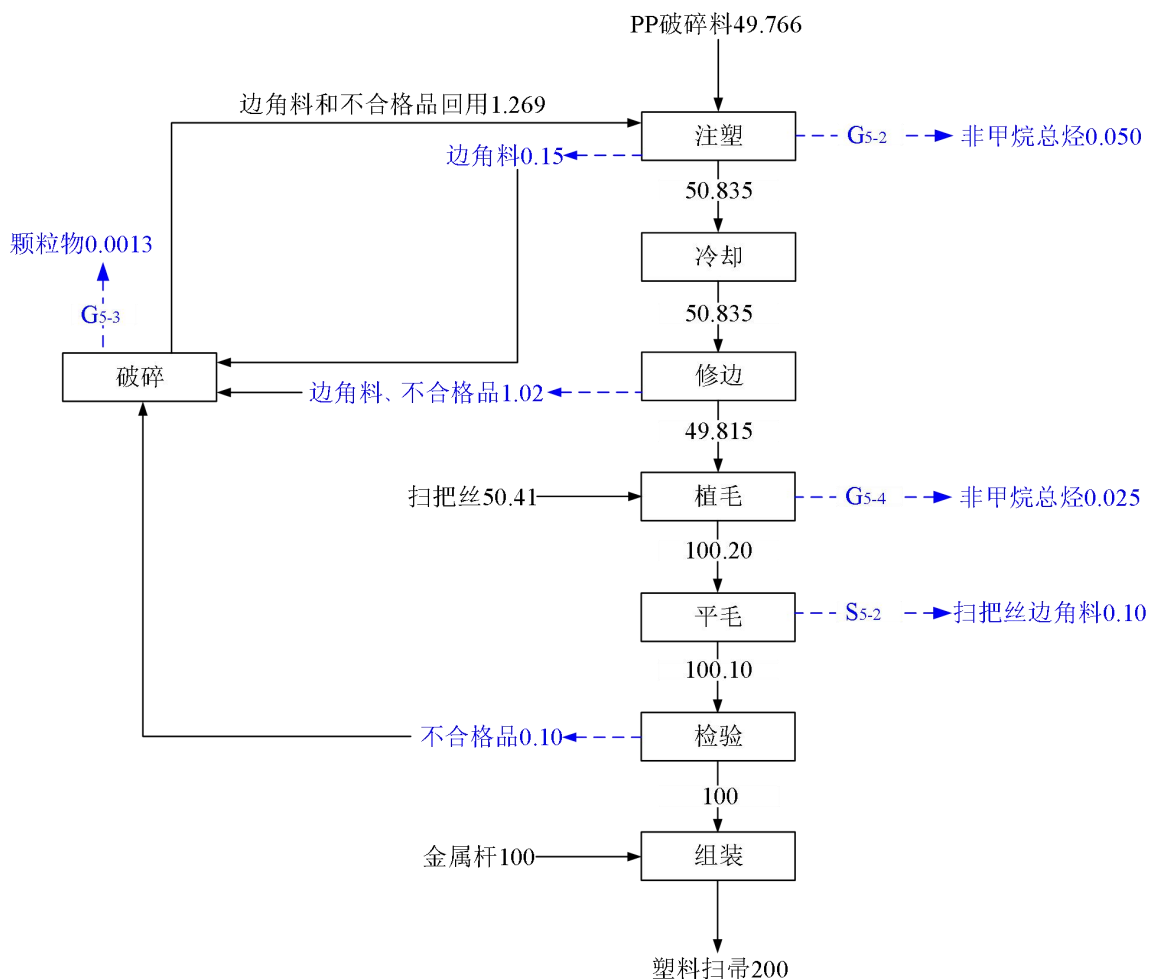 PP破碎料49.766
边角料和不合格品回用1.269
注塑
G5-2
非甲烷总烃0.050
边角料0.15
50.835
颗粒物0.0013
冷却
G5-3
50.835
破碎
修边
边角料、不合格品1.02
49.815
扫把丝50.41
植毛
G5-4
非甲烷总烃0.025
100.20
平毛
S5-2
扫把丝边角料0.10
100.10
不合格品0.10
检验
100
金属杆100
组装
塑料扫帚200